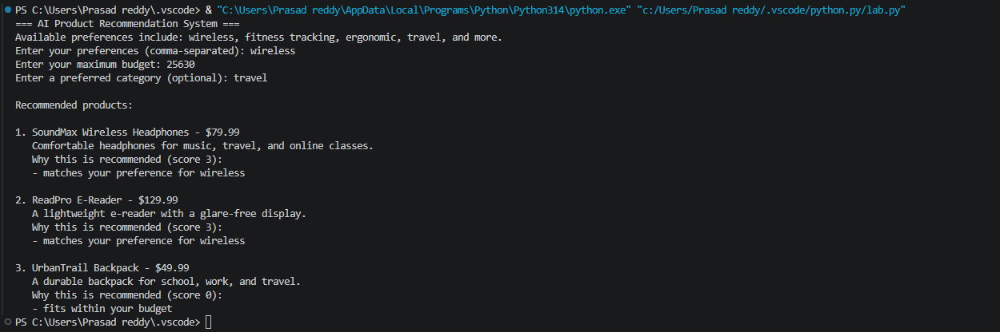 PS C:\Users\Prasad reddy\.vscode> & "C:\Users\Prasad reddy\AppData\Local\Programs\Python\Python314\python.exe" "c:/Users/Prasad reddy/.vscode/python.py/lab.py"
=== AI Product Recommendation System ===
Available preferences include: wireless, fitness tracking, ergonomic, travel, and more.
Enter your preferences (comma-separated): wireless
Enter your maximum budget: 25630
Enter a preferred category (optional): travel
Recommended products:
1. SoundMax Wireless Headphones - $79.99
Comfortable headphones for music, travel, and online classes.
Why this is recommended (score 3):
- matches your preference for wireless
2. ReadPro E-Reader - $129.99
A lightweight e-reader with a glare-free display.
Why this is recommended (score 3):
- matches your preference for wireless
3. UrbanTrail Backpack - $49.99
A durable backpack for school, work, and travel.
Why this is recommended (score 0):
- fits within your budget
PS C:\Users\Prasad reddy\.vscode>